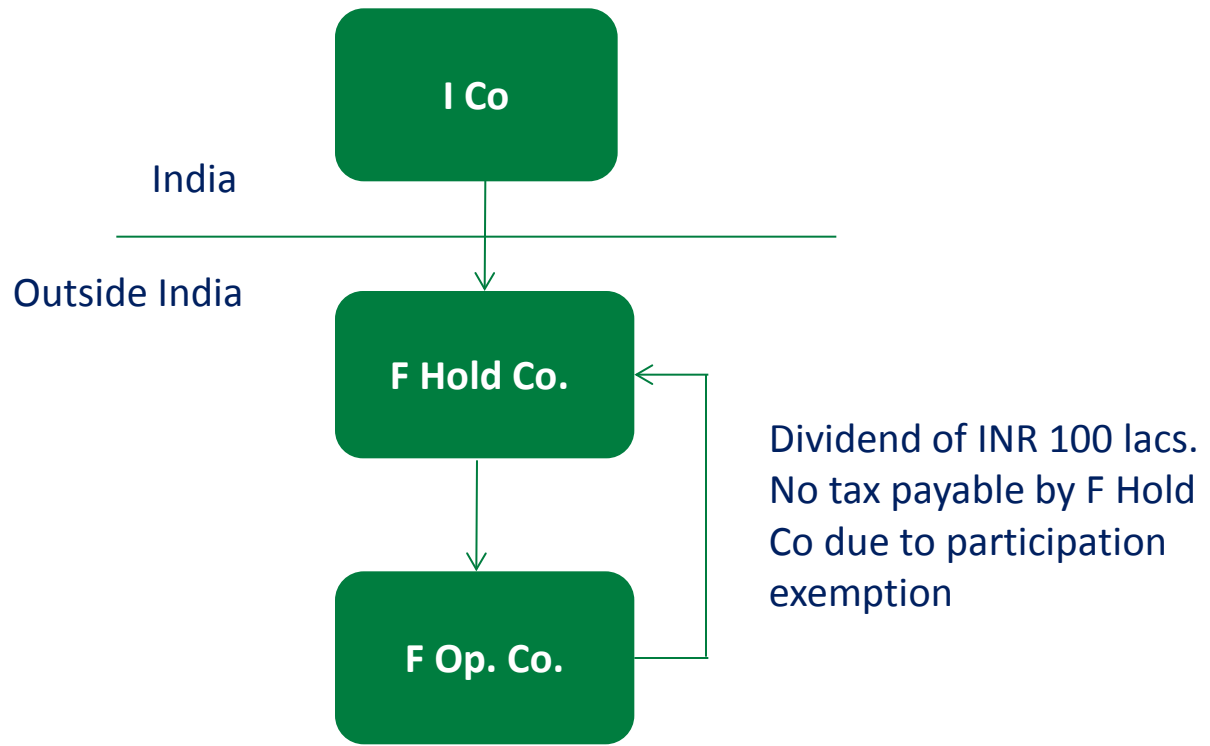 I Co
India
Outside India
F Hold Co.
Dividend of INR 100 lacs.
No tax payable by F Hold
Co due to participation
exemption
F Op. Co.